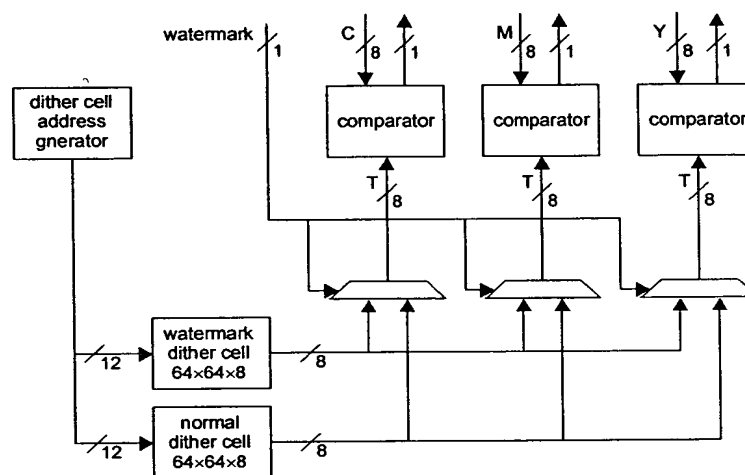 watermark
1
C
8
1
M
8
1
Y
8
1
dither cell
address
gnerator
comparator
comparator
comparator
T
8
T
8
T
8
12
watermark
dither cell
64×64×8
8
12
normal
dither cell
64×64×8
8